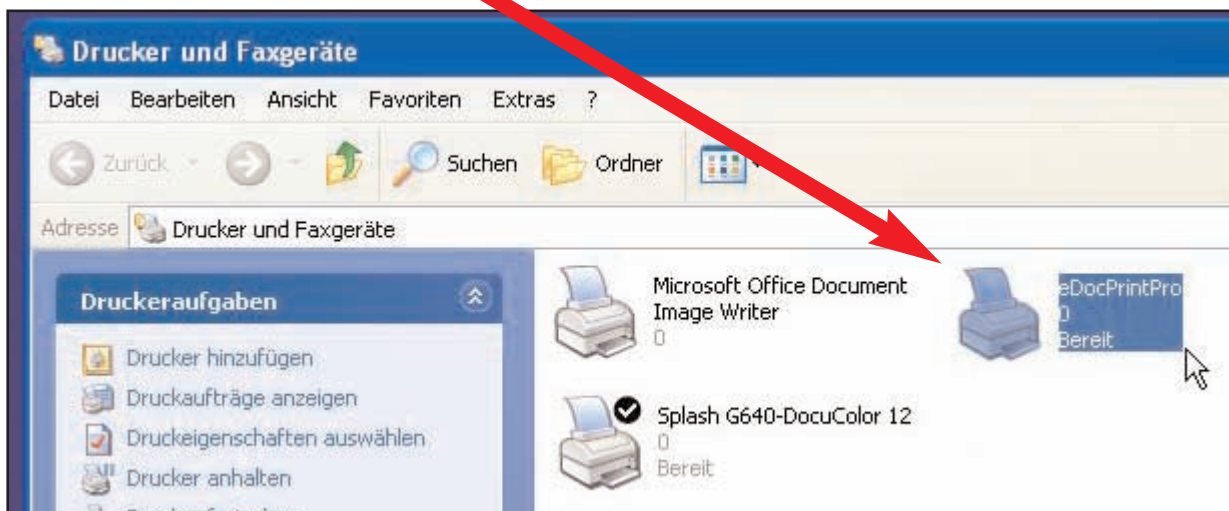 Drucker und Faxgeräte
Datei Bearbeiten Ansicht Favoriten Extras ?
Zurück Suchen Ordner
Adresse Drucker und Faxgeräte
Druckeraufgaben
Drucker hinzufügen
Druckaufträge anzeigen
Druckeigenschaften auswählen
Drucker anhalten
Microsoft Office Document
Image Writer
0
eDocPrintPro
0
Bereit
Splash G640-DocuColor 12
0
Bereit